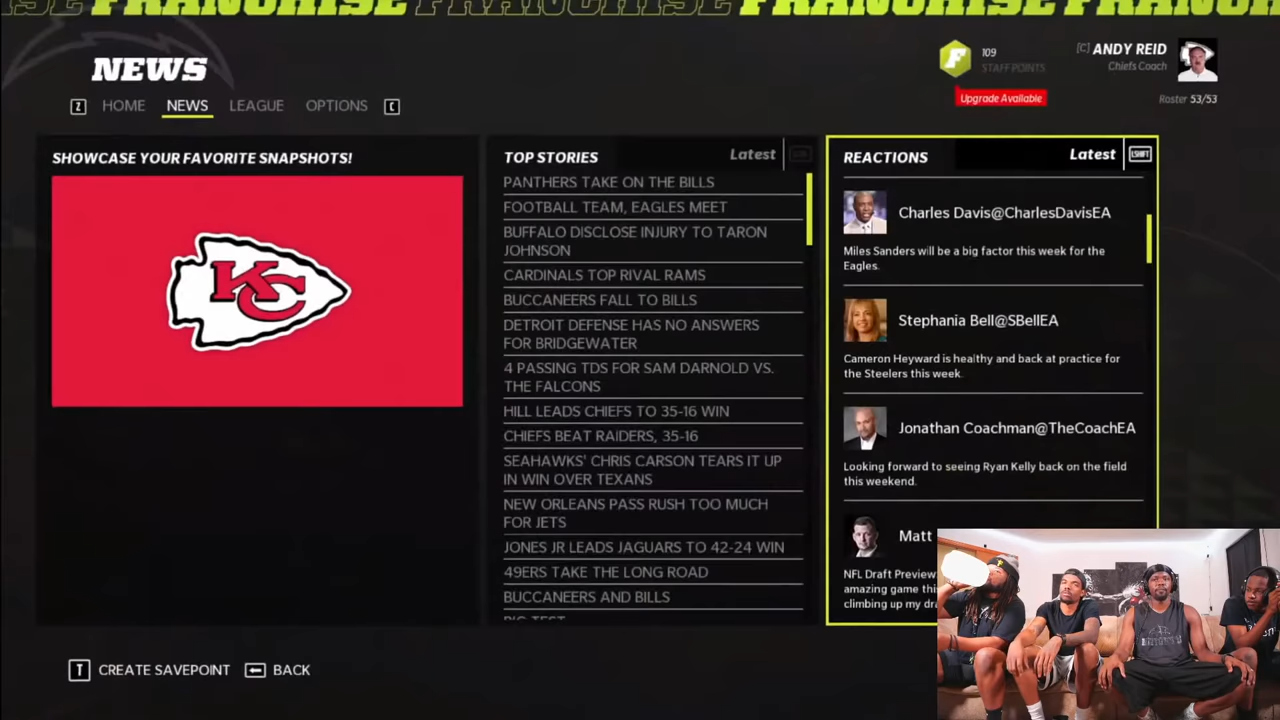 FRANCHISE FRANCHISE FRANCHISE FRANCHISE
NEWS
109
STAFF POINTS
Upgrade Available
[C] ANDY REID
Chiefs Coach
Roster 53/53
Z HOME NEWS LEAGUE OPTIONS C
SHOWCASE YOUR FAVORITE SNAPSHOTS!
KC
TOP STORIES Latest
PANTHERS TAKE ON THE BILLS
FOOTBALL TEAM, EAGLES MEET
BUFFALO DISCLOSE INJURY TO TARON
JOHNSON
CARDINALS TOP RIVAL RAMS
BUCCANEERS FALL TO BILLS
DETROIT DEFENSE HAS NO ANSWERS
FOR BRIDGEWATER
4 PASSING TDS FOR SAM DARNOLD VS.
THE FALCONS
HILL LEADS CHIEFS TO 35-16 WIN
CHIEFS BEAT RAIDERS, 35-16
SEAHAWKS' CHRIS CARSON TEARS IT UP
IN WIN OVER TEXANS
NEW ORLEANS PASS RUSH TOO MUCH
FOR JETS
JONES JR LEADS JAGUARS TO 42-24 WIN
49ERS TAKE THE LONG ROAD
BUCCANEERS AND BILLS
BIG TEST
REACTIONS Latest LSHIFT
Charles Davis@CharlesDavisEA
Miles Sanders will be a big factor this week for the
Eagles.
Stephania Bell@SBellEA
Cameron Heyward is healthy and back at practice for
the Steelers this week.
Jonathan Coachman@TheCoachEA
Looking forward to seeing Ryan Kelly back on the field
this weekend.
Matt
NFL Draft Preview
amazing game thi
climbing up my dra
T CREATE SAVEPOINT BACK